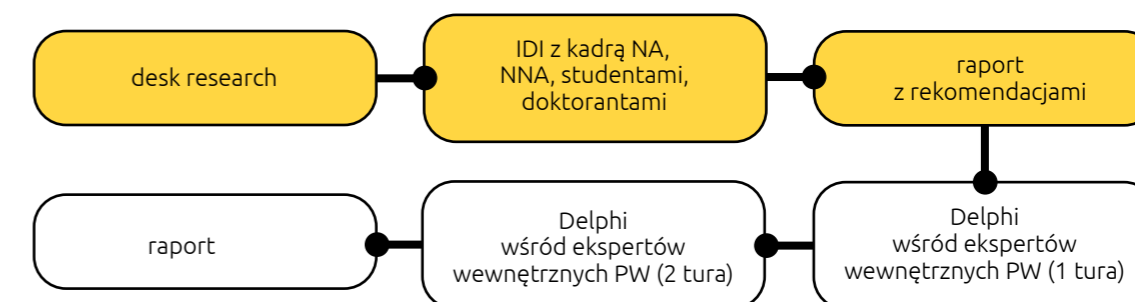 desk research
IDI z kadrą NA,
NNA, studentami,
doktorantami
raport
z rekomendacjami
Delphi
wśród ekspertów
wewnętrznych PW (1 tura)
Delphi
wśród ekspertów
wewnętrznych PW (2 tura)
raport